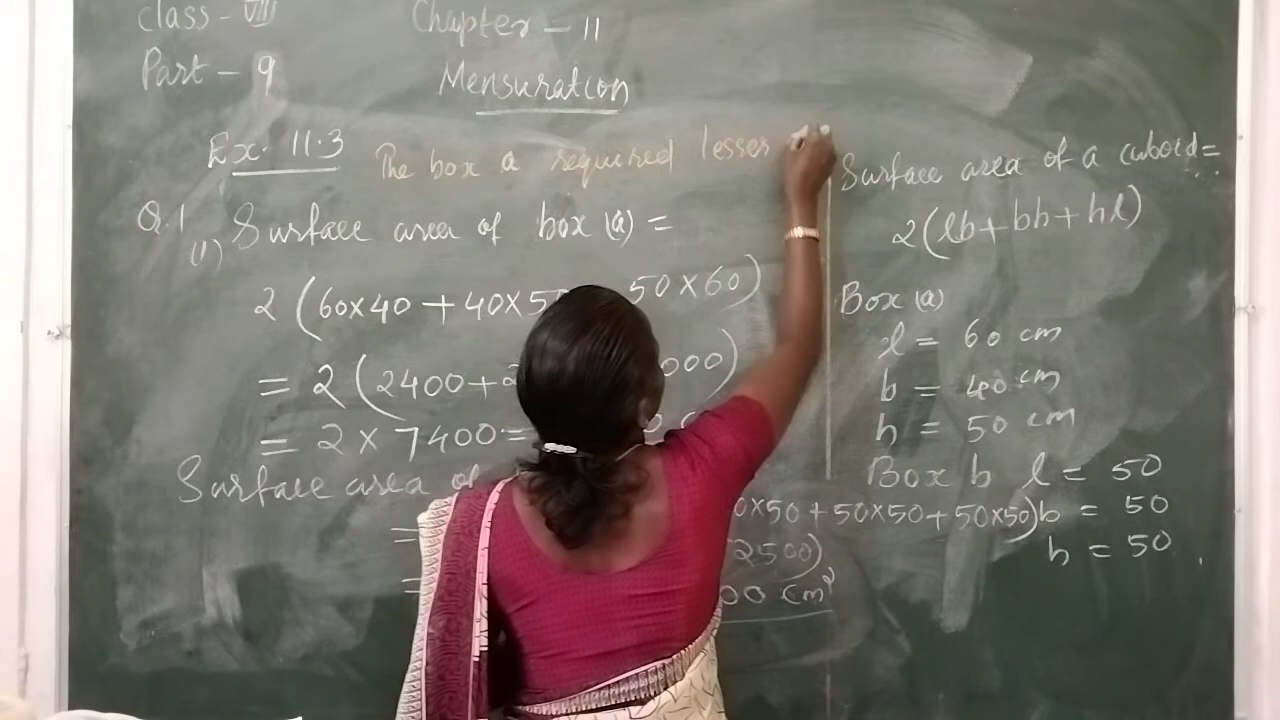 Class - VIII
Chapter - 11
Part - 9
Mensuration
Ex. 11.3
The box a required lesser
Q.1 (i) Surface area of box (a) =
2 (60x40 + 40x5 50x60)
= 2 (2400+2 000)
= 2 x 7400 =
Surface area of
0x50 + 50x50 + 50x50)
=
2500)
=
00 cm²
Surface area of a cuboid =
2(lb+bh+hl)
Box (a)
l = 60 cm
b = 40 cm
h = 50 cm
Box b l = 50
b = 50
h = 50